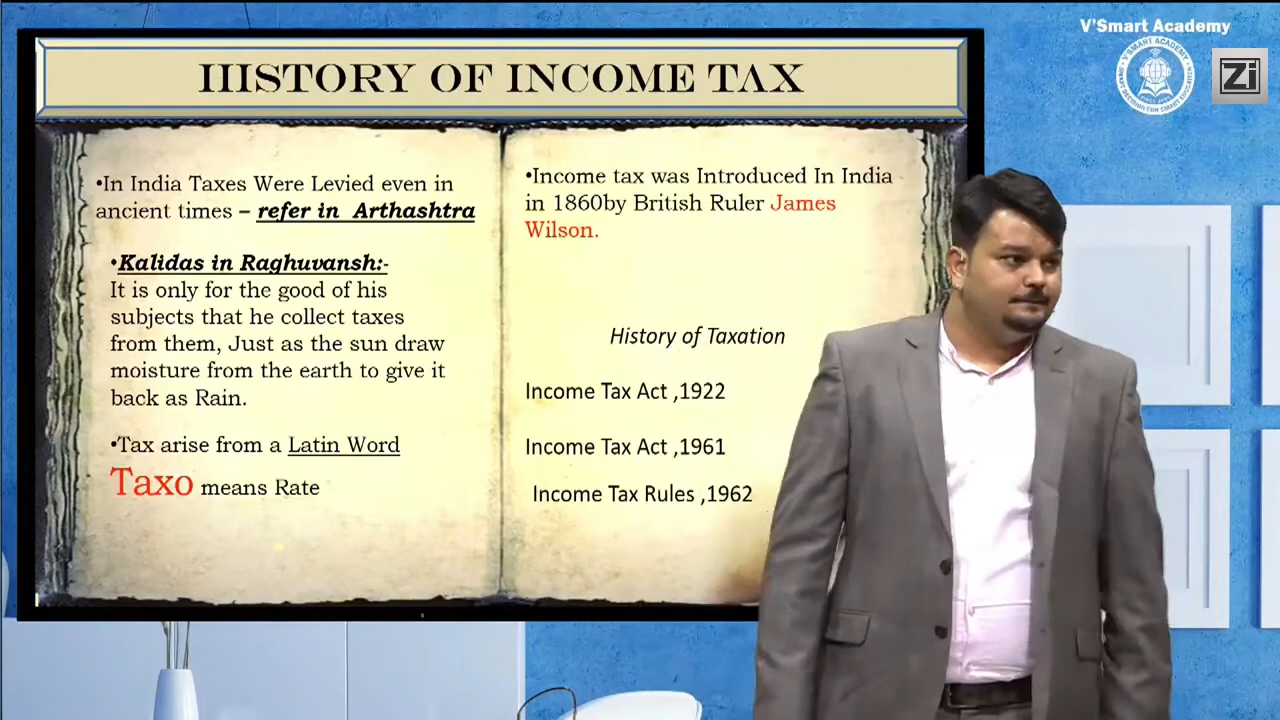 V'Smart Academy
Zi
HISTORY OF INCOME TAX
•In India Taxes Were Levied even in
ancient times – refer in Arthashtra
•Kalidas in Raghuvansh:-
It is only for the good of his
subjects that he collect taxes
from them, Just as the sun draw
moisture from the earth to give it
back as Rain.
•Tax arise from a Latin Word
Taxo means Rate
•Income tax was Introduced In India
in 1860by British Ruler James
Wilson.
History of Taxation
Income Tax Act ,1922
Income Tax Act ,1961
Income Tax Rules ,1962